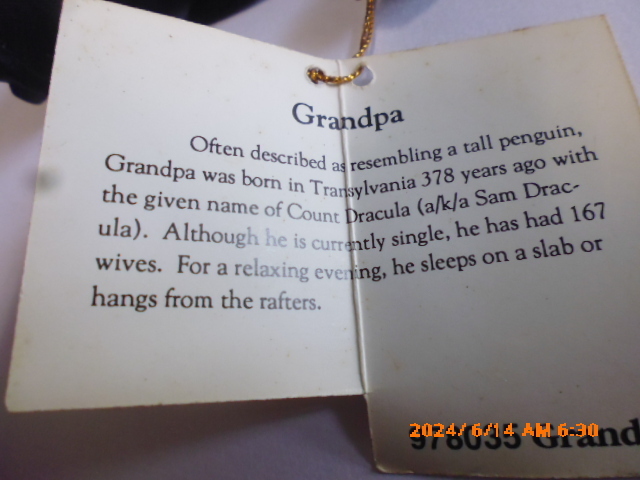 Grandpa
Often described as resembling a tall penguin,
Grandpa was born in Transylvania 378 years ago with
the given name of Count Dracula (a/k/a Sam Drac-
ula). Although he is currently single, he has had 167
wives. For a relaxing evening, he sleeps on a slab or
hangs from the rafters.
2024/6/14 AM 6:30
978035 Grand